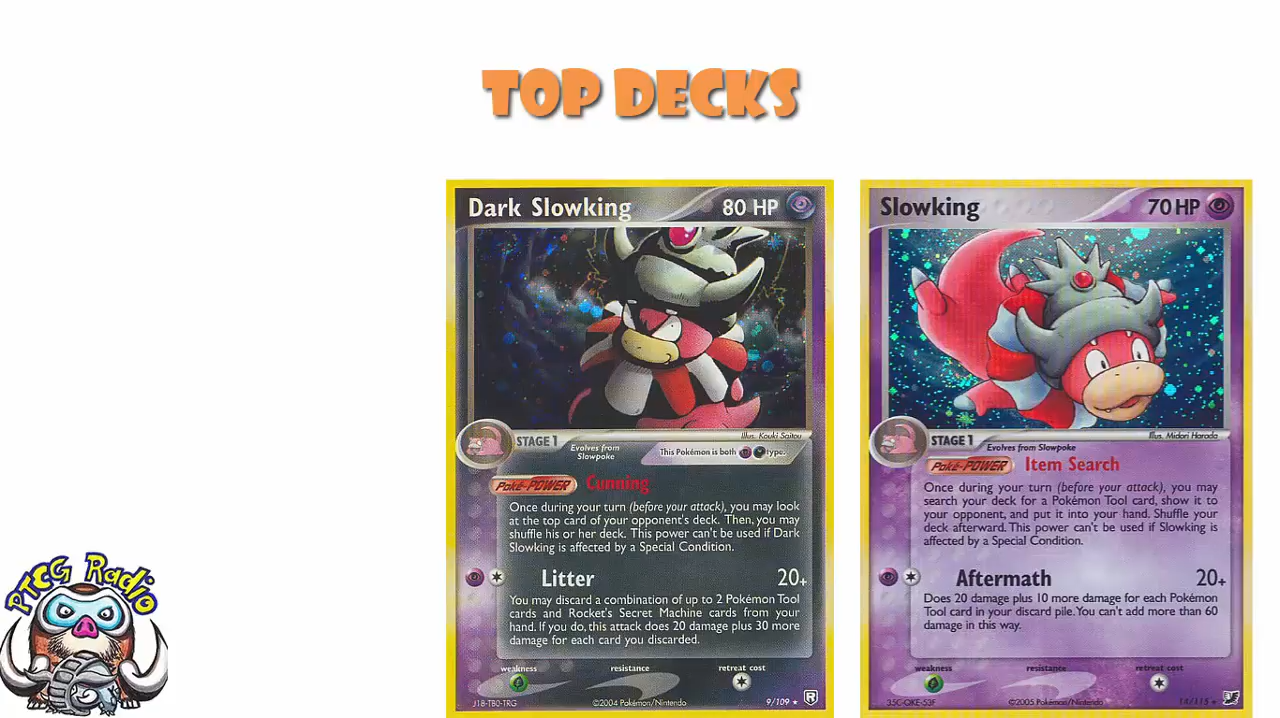 TOP DECKS
Dark Slowking 80 HP
Illus. Kouki Saitou
STAGE 1
Evolves from
Slowpoke
This Pokémon is both type.
Poké-POWER Cunning
Once during your turn (before your attack), you may look
at the top card of your opponent's deck. Then, you may
shuffle his or her deck. This power can't be used if Dark
Slowking is affected by a Special Condition.
Litter 20+
You may discard a combination of up to 2 Pokémon Tool
cards and Rocket's Secret Machine cards from your
hand. If you do, this attack does 20 damage plus 30 more
damage for each card you discarded.
weakness resistance retreat cost
J18-TB0-TRG ©2004 Pokémon/Nintendo 9/109 ★ R
Slowking 70 HP
Illus. Midori Harada
STAGE 1
Evolves from Slowpoke
Poké-POWER Item Search
Once during your turn (before your attack), you may
search your deck for a Pokémon Tool card, show it to
your opponent, and put it into your hand. Shuffle your
deck afterward. This power can't be used if Slowking is
affected by a Special Condition.
Aftermath 20+
Does 20 damage plus 10 more damage for each Pokémon
Tool card in your discard pile. You can't add more than 60
damage in this way.
weakness resistance retreat cost
©2005 Pokémon/Nintendo 14/115 ★
PTCG Radio